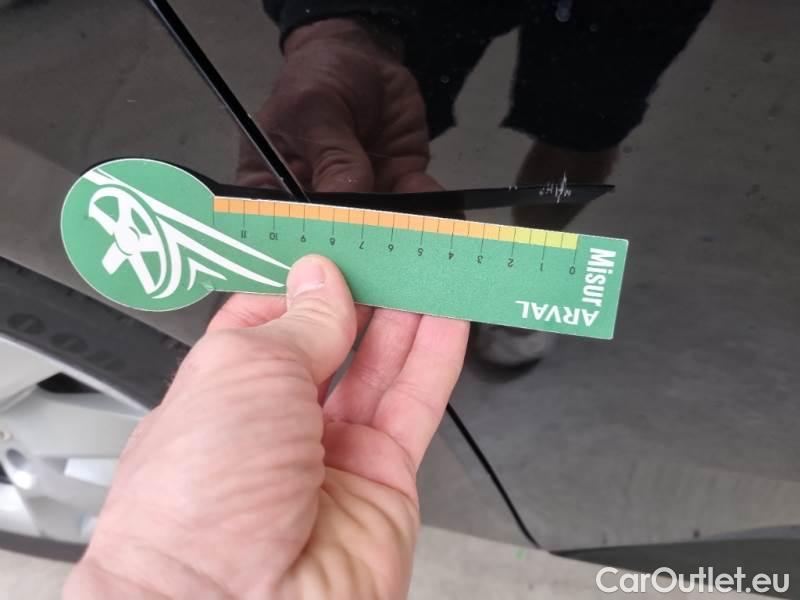 11 10 9 8 7 6 5 4 3 2 1 0
Misur
ARVAL
CarOutlet.eu